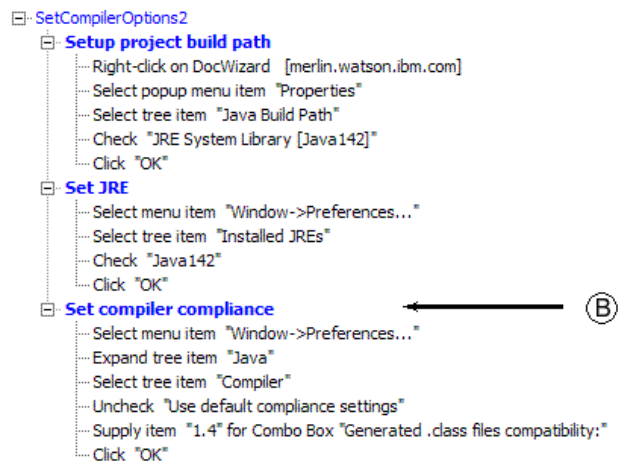 SetCompilerOptions2
Setup project build path
Right-click on DocWizard [merlin.watson.ibm.com]
Select popup menu item "Properties"
Select tree item "Java Build Path"
Check "JRE System Library [Java142]"
Click "OK"
Set JRE
Select menu item "Window->Preferences..."
Select tree item "Installed JREs"
Check "Java142"
Click "OK"
Set compiler compliance
B
Select menu item "Window->Preferences..."
Expand tree item "Java"
Select tree item "Compiler"
Uncheck "Use default compliance settings"
Supply item "1.4" for Combo Box "Generated .class files compatibility:"
Click "OK"